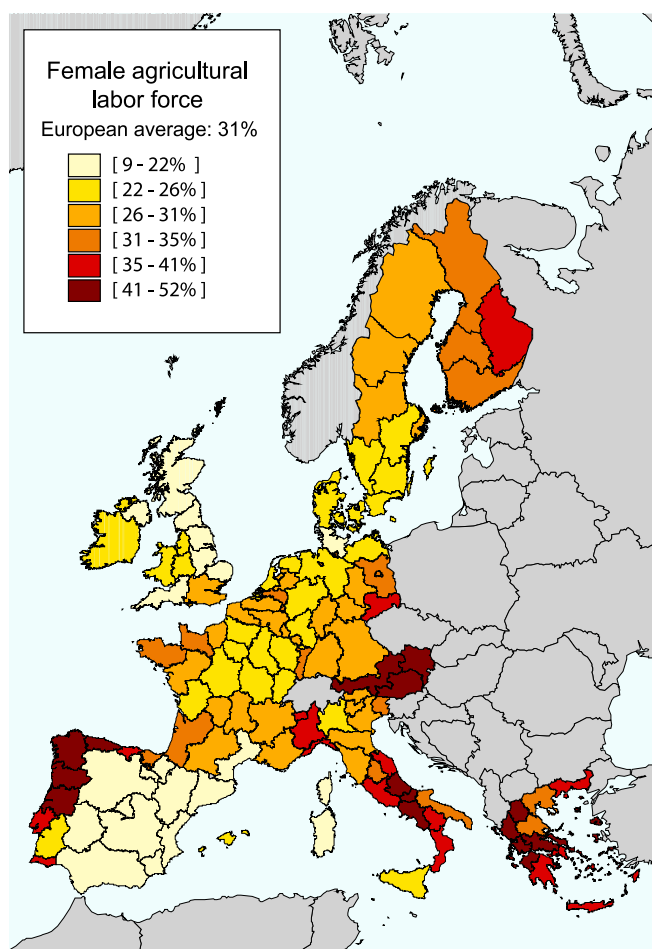 Female agricultural
labor force
European average: 31%
[ 9 - 22% ]
[ 22 - 26% ]
[ 26 - 31% ]
[ 31 - 35% ]
[ 35 - 41% ]
[ 41 - 52% ]